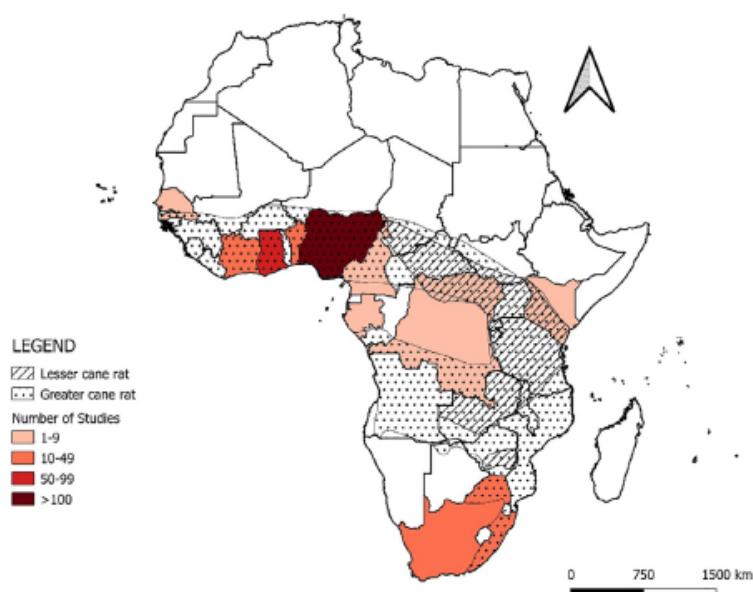 LEGEND
Lesser cane rat
Greater cane rat
Number of Studies
1-9
10-49
50-99
>100
0 750 1500 km